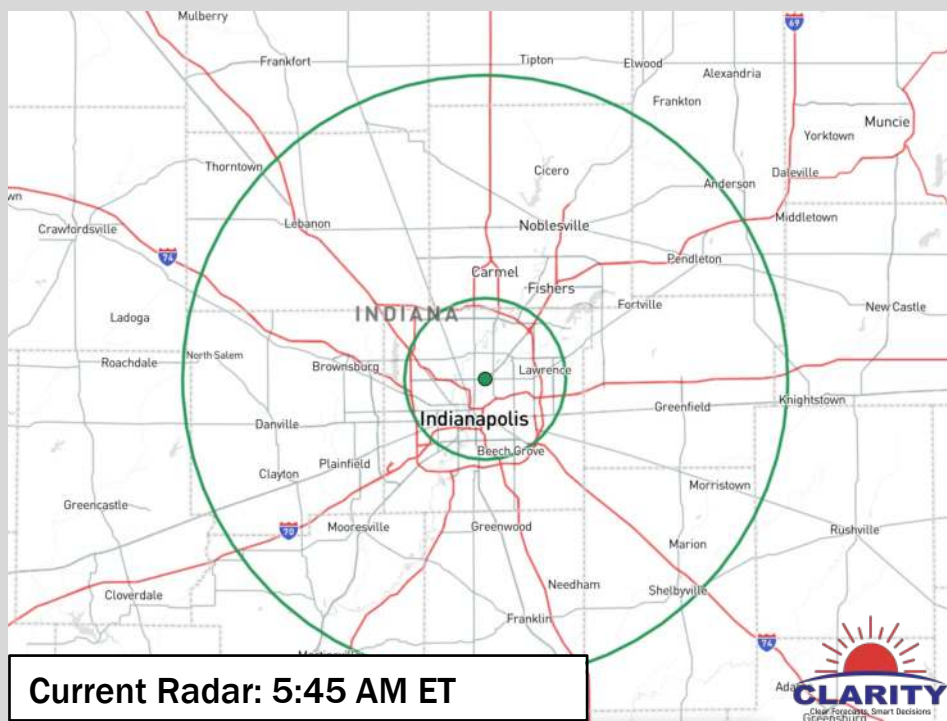 Mulberry
69
Frankfort
Tipton
Elwood
Alexandria
Frankton
Muncie
Yorktown
Thorntown
Cicero
Daleville
Anderson
wn
Lebanon
Noblesville
Middletown
Crawfordsville
74
Carmel
Pendleton
Fishers
INDIANA
Fortville
New Castle
Ladoga
Roachdale
North Salem
Brownsburg
Lawrence
Indianapolis
Greenfield
Knightstown
Danville
Beech Grove
Plainfield
Clayton
Morristown
Greencastle
70
Mooresville
Greenwood
Rushville
Marion
Needham
Shelbyville
Cloverdale
Franklin
74
Current Radar: 5:45 AM ET
CLARITY
Clear Forecasts, Smart Decisions
Greensburg